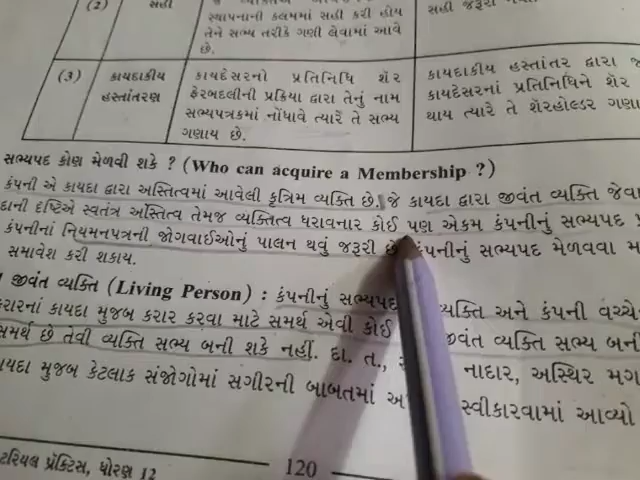 (2) સહી
સ્થાપનાની કલમમાં સહી કરી હોય
તેને સભ્ય તરીકે ગણી લેવામાં આવે
છે.
સહી જરૂરી
(3) કાયદાકીય હસ્તાંતરણ
કાયદેસરનો પ્રતિનિધિ શૅર
ફેરબદલીની પ્રક્રિયા દ્વારા તેનું નામ
સભ્યપત્રકમાં નોંધાવે ત્યારે તે સભ્ય
ગણાય છે.
કાયદાકીય હસ્તાંતર દ્વારા
કાયદેસરનાં પ્રતિનિધિને શૅર
થાય ત્યારે તે શૅરહોલ્ડર ગણા
સભ્યપદ કોણ મેળવી શકે ? (Who can acquire a Membership ?)
કંપની એ કાયદા દ્વારા અસ્તિત્વમાં આવેલી કૃત્રિમ વ્યક્તિ છે. જે કાયદા દ્વારા જીવંત વ્યક્તિ જેવા
દાની દૃષ્ટિએ સ્વતંત્ર અસ્તિત્વ તેમજ વ્યક્તિત્વ ધરાવનાર કોઈ પણ એકમ કંપનીનું સભ્યપદ
કંપનીનાં નિયમનપત્રની જોગવાઈઓનું પાલન થવું જરૂરી છે કંપનીનું સભ્યપદ મેળવવા મ
સમાવેશ કરી શકાય.
જીવંત વ્યક્તિ (Living Person) : કંપનીનું સભ્યપદ વ્યક્તિ અને કંપની વચ્ચે
કરારનાં કાયદા મુજબ કરાર કરવા માટે સમર્થ એવી કોઈ જીવંત વ્યક્તિ સભ્ય બની
સમર્થ છે તેવી વ્યક્તિ સભ્ય બની શકે નહીં. દા. ત., નાદાર, અસ્થિર મગ
ાયદા મુજબ કેટલાક સંજોગોમાં સગીરની બાબતમાં અ સ્વીકારવામાં આવ્યો
ટરિયલ પ્રૅક્ટિસ, ધોરણ 12 120